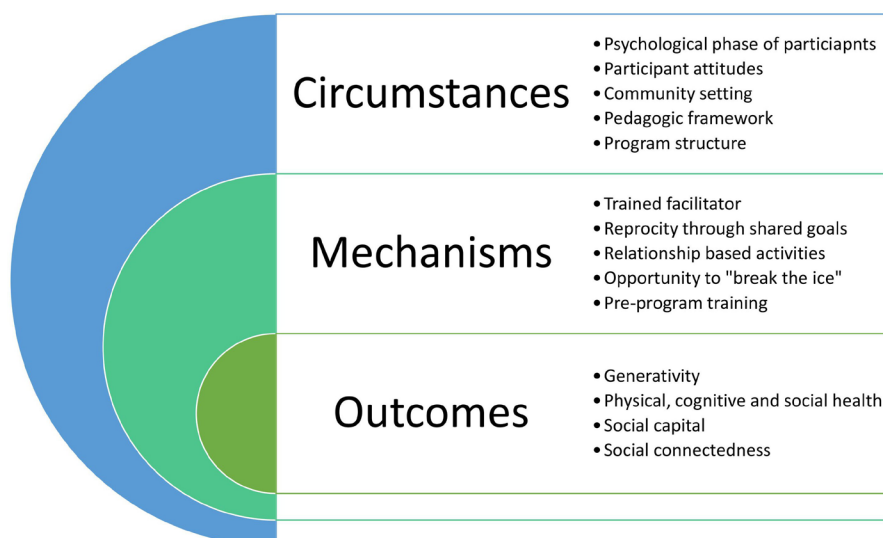 Circumstances
• Psychological phase of particiapnts
• Participant attitudes
• Community setting
• Pedagogic framework
• Program structure
Mechanisms
• Trained facilitator
• Reprocity through shared goals
• Relationship based activities
• Opportunity to "break the ice"
• Pre-program training
Outcomes
• Generativity
• Physical, cognitive and social health
• Social capital
• Social connectedness